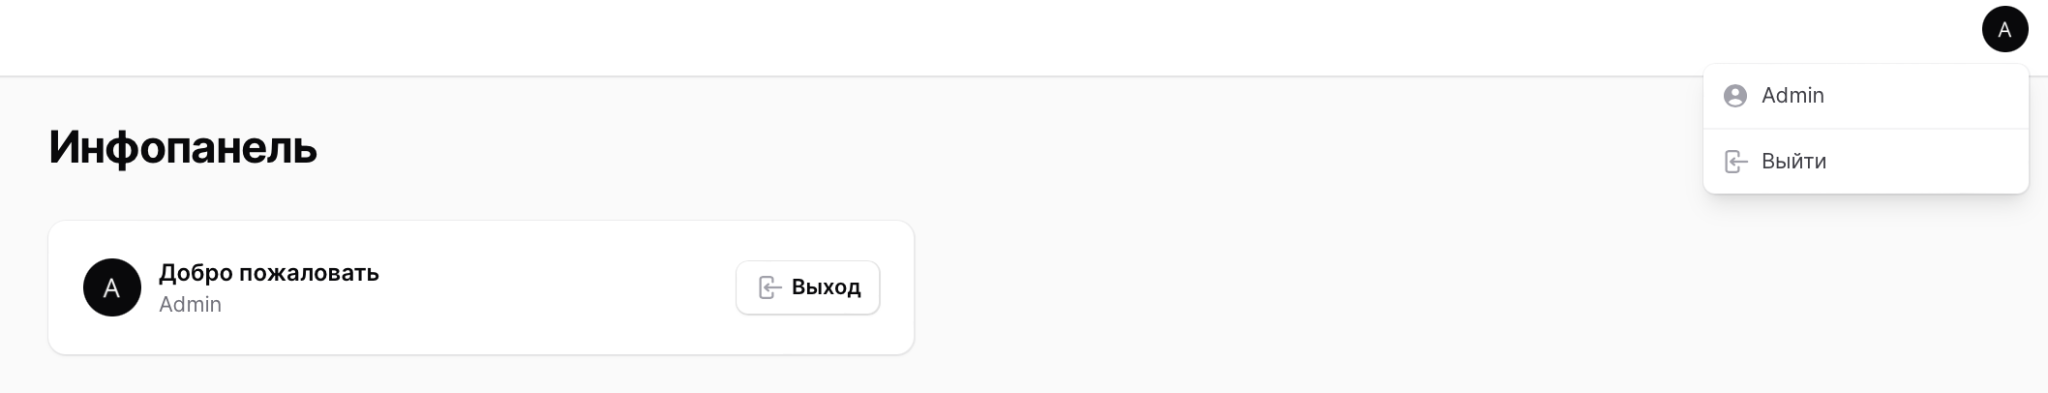 A
Admin
Выйти
Инфопанель
A
Добро пожаловать
Admin
Выход